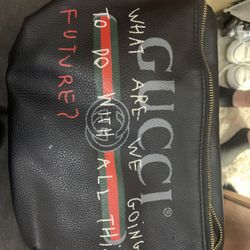 WHAT ARE WE GOING
TO DO WITH ALL THI
FUTURE?
GUCCI®